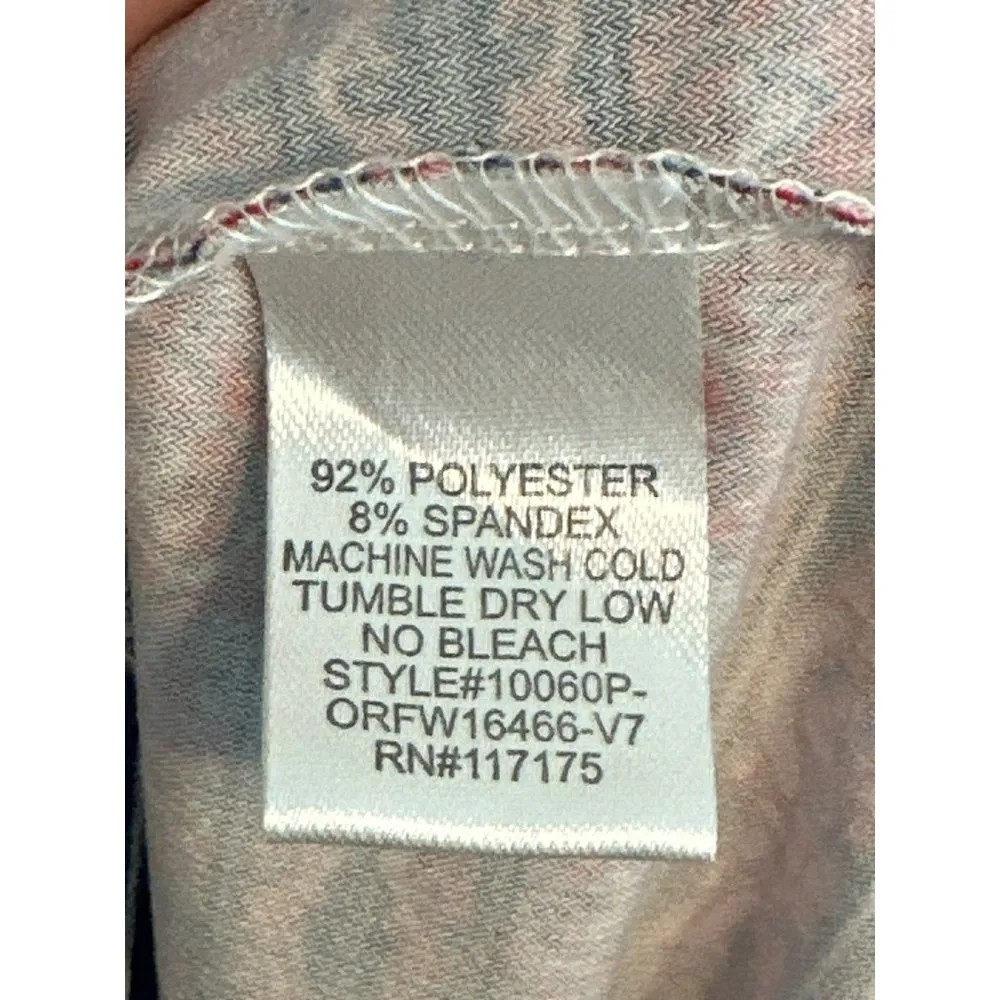 92% POLYESTER
8% SPANDEX
MACHINE WASH COLD
TUMBLE DRY LOW
NO BLEACH
STYLE#10060P-
ORFW16466-V7
RN#117175